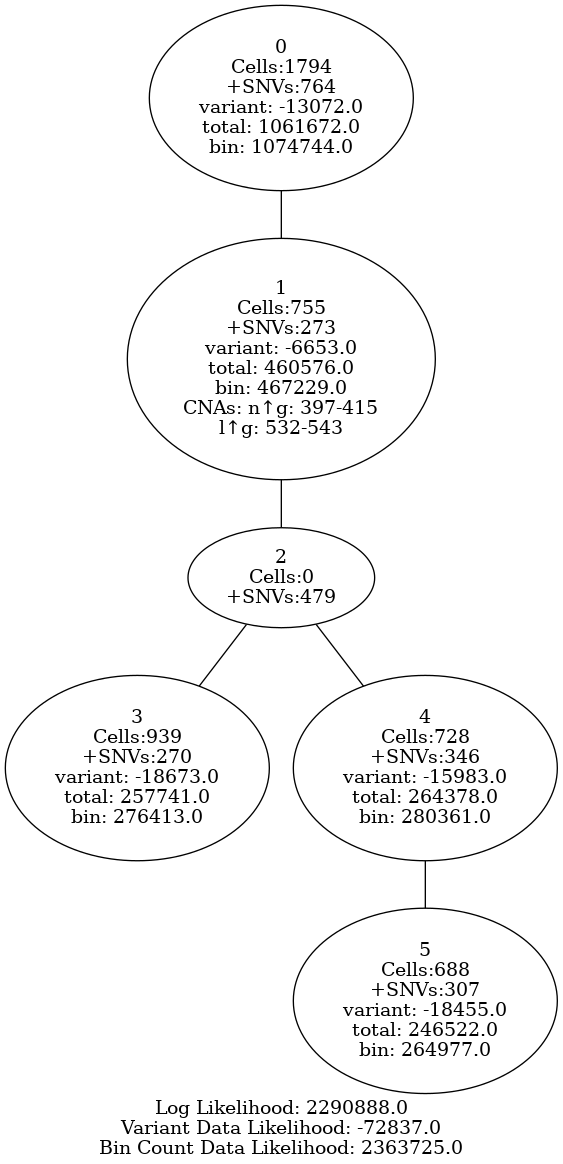 0
Cells:1794
+SNVs:764
variant: -13072.0
total: 1061672.0
bin: 1074744.0
1
Cells:755
+SNVs:273
variant: -6653.0
total: 460576.0
bin: 467229.0
CNAs: n↑g: 397-415
l↑g: 532-543
2
Cells:0
+SNVs:479
3
Cells:939
+SNVs:270
variant: -18673.0
total: 257741.0
bin: 276413.0
4
Cells:728
+SNVs:346
variant: -15983.0
total: 264378.0
bin: 280361.0
5
Cells:688
+SNVs:307
variant: -18455.0
total: 246522.0
bin: 264977.0
Log Likelihood: 2290888.0
Variant Data Likelihood: -72837.0
Bin Count Data Likelihood: 2363725.0